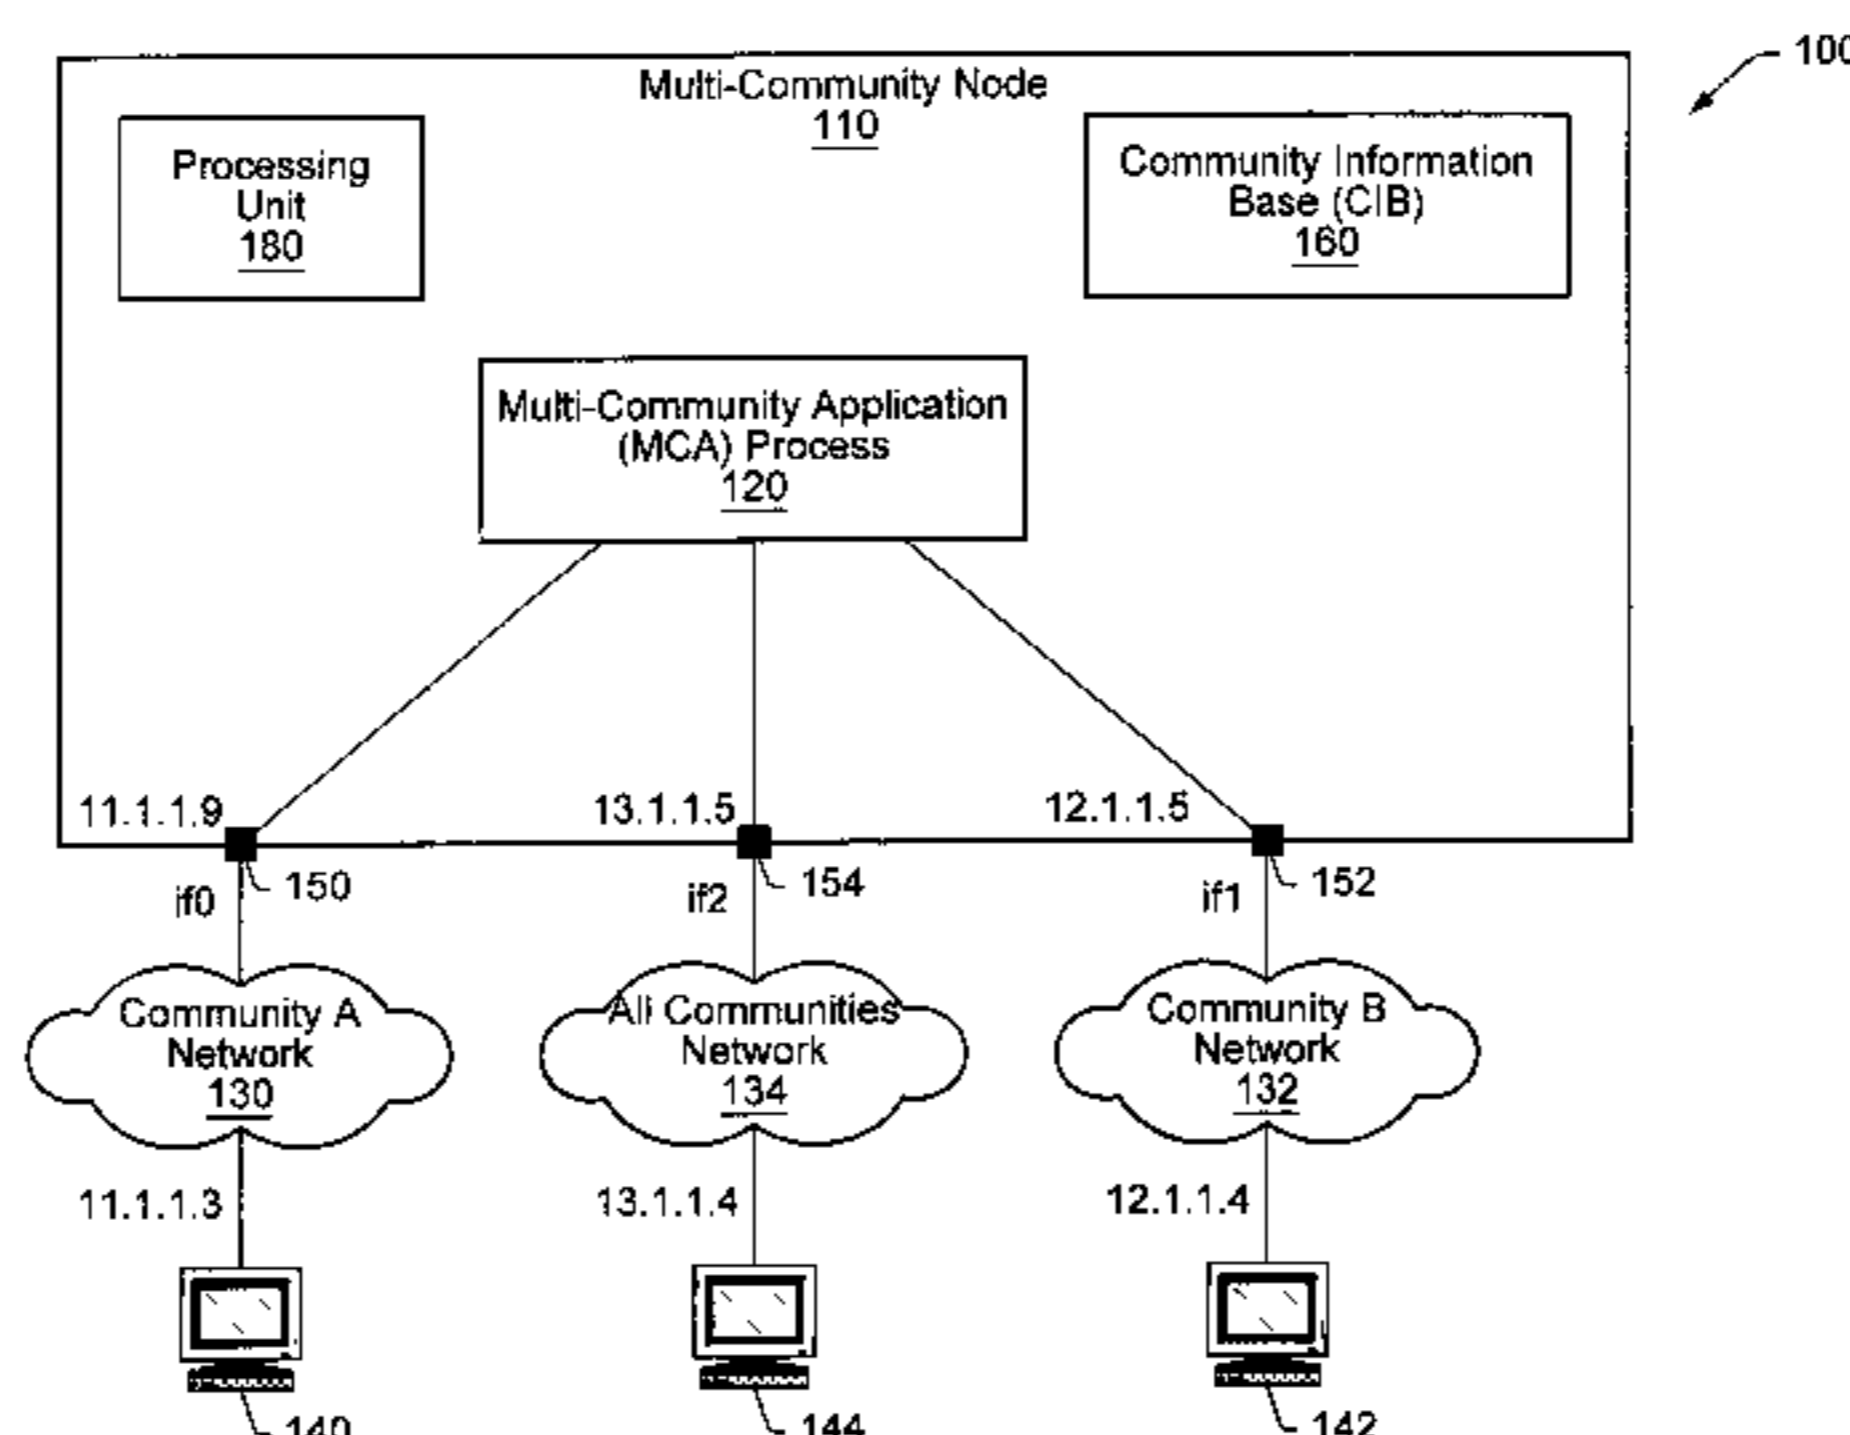 100
Multi-Community Node
110
Processing
Unit
180
Community Information
Base (CIB)
160
Multi-Community Application
(MCA) Process
120
11.1.1.9
13.1.1.5
12.1.1.5
if0
150
if2
154
if1
152
Community A
Network
130
All Communities
Network
134
Community B
Network
132
11.1.1.3
13.1.1.4
12.1.1.4
140
144
142